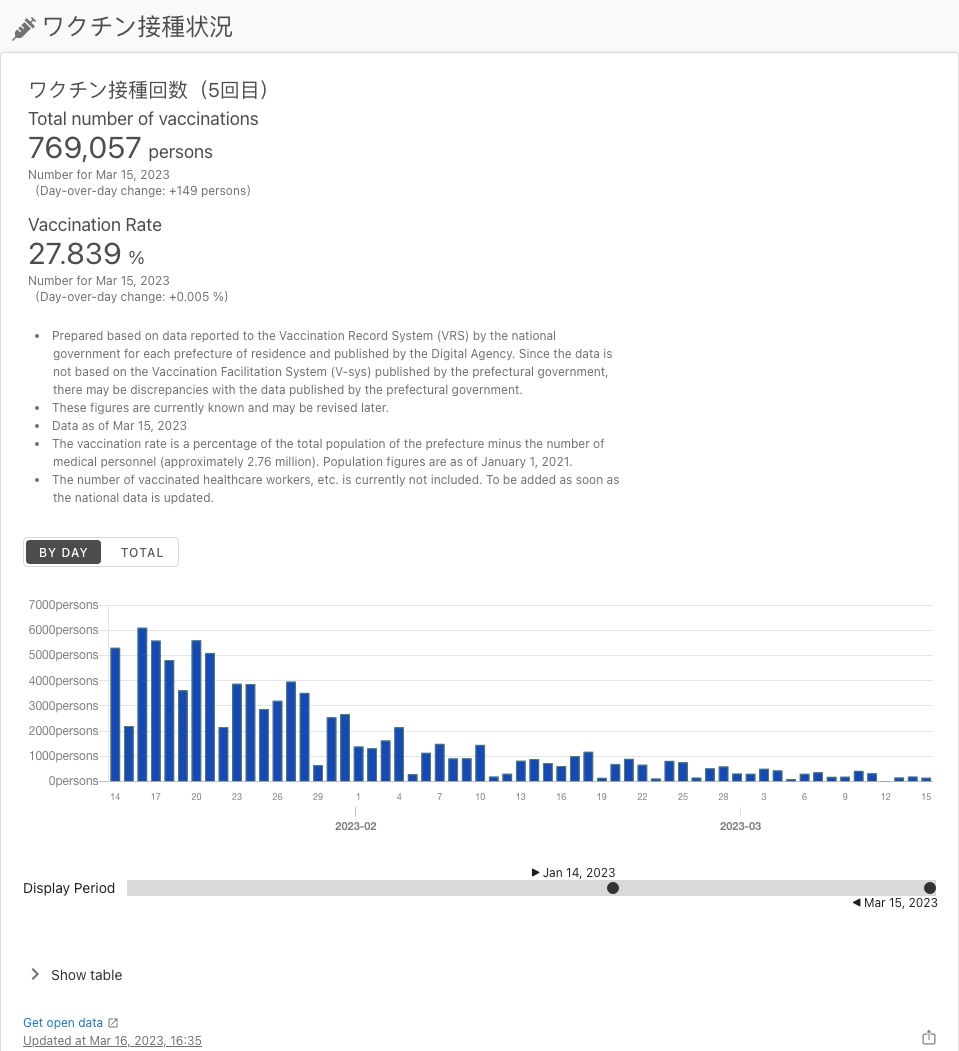 ワクチン接種状況
ワクチン接種回数（5回目）
Total number of vaccinations
769,057 persons
Number for Mar 15, 2023
（Day-over-day change: +149 persons)
Vaccination Rate
27.839 %
Number for Mar 15, 2023
（Day-over-day change: +0.005 %)
• Prepared based on data reported to the Vaccination Record System (VRS) by the national
government for each prefecture of residence and published by the Digital Agency. Since the data is
not based on the Vaccination Facilitation System (V-sys) published by the prefectural government,
there may be discrepancies with the data published by the prefectural government.
• These figures are currently known and may be revised later.
• Data as of Mar 15, 2023
• The vaccination rate is a percentage of the total population of the prefecture minus the number of
medical personnel (approximately 2.76 million). Population figures are as of January 1, 2021.
• The number of vaccinated healthcare workers, etc. is currently not included. To be added as soon as
the national data is updated.
BY DAY TOTAL
7000persons
6000persons
5000persons
4000persons
3000persons
2000persons
1000persons
0persons
14 17 20 23 26 29 1 4 7 10 13 16 19 22 25 28 3 6 9 12 15
2023-02 2023-03
Jan 14, 2023
Display Period
Mar 15, 2023
Show table
Get open data
Updated at Mar 16, 2023, 16:35